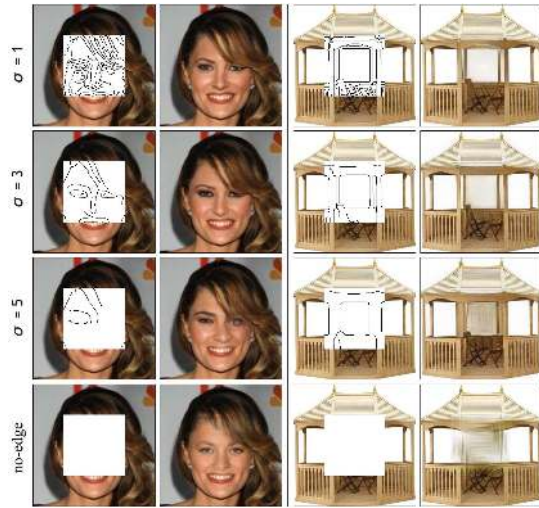 σ = 1
σ = 3
σ = 5
no-edge